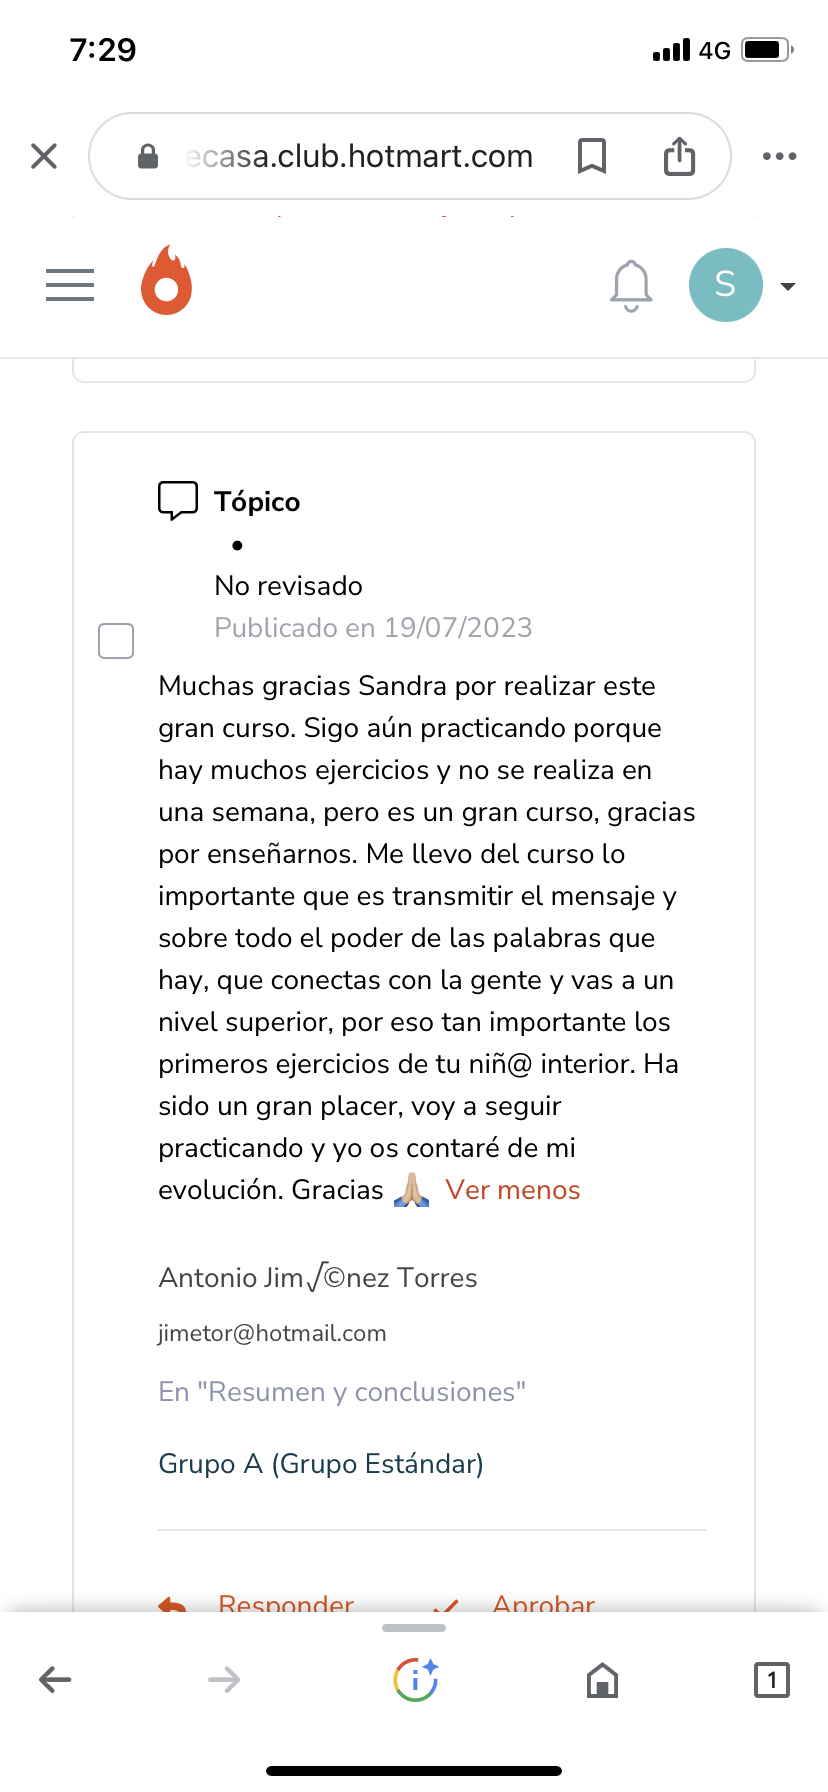 7:29
4G
ecasa.club.hotmart.com
S
Tópico
•
No revisado
Publicado en 19/07/2023
Muchas gracias Sandra por realizar este
gran curso. Sigo aún practicando porque
hay muchos ejercicios y no se realiza en
una semana, pero es un gran curso, gracias
por enseñarnos. Me llevo del curso lo
importante que es transmitir el mensaje y
sobre todo el poder de las palabras que
hay, que conectas con la gente y vas a un
nivel superior, por eso tan importante los
primeros ejercicios de tu niñ@ interior. Ha
sido un gran placer, voy a seguir
practicando y yo os contaré de mi
evolución. Gracias 🙏🏼 Ver menos
Antonio Jim√©nez Torres
jimetor@hotmail.com
En "Resumen y conclusiones"
Grupo A (Grupo Estándar)
Responder Aprobar
1